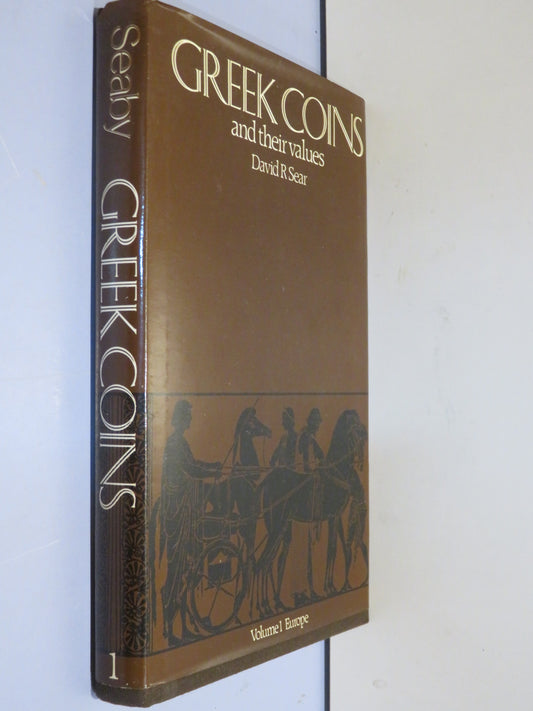 Seaby GREEK COINS 1
GREEK COINS
and their values
David R Sear
Volume 1 Europe